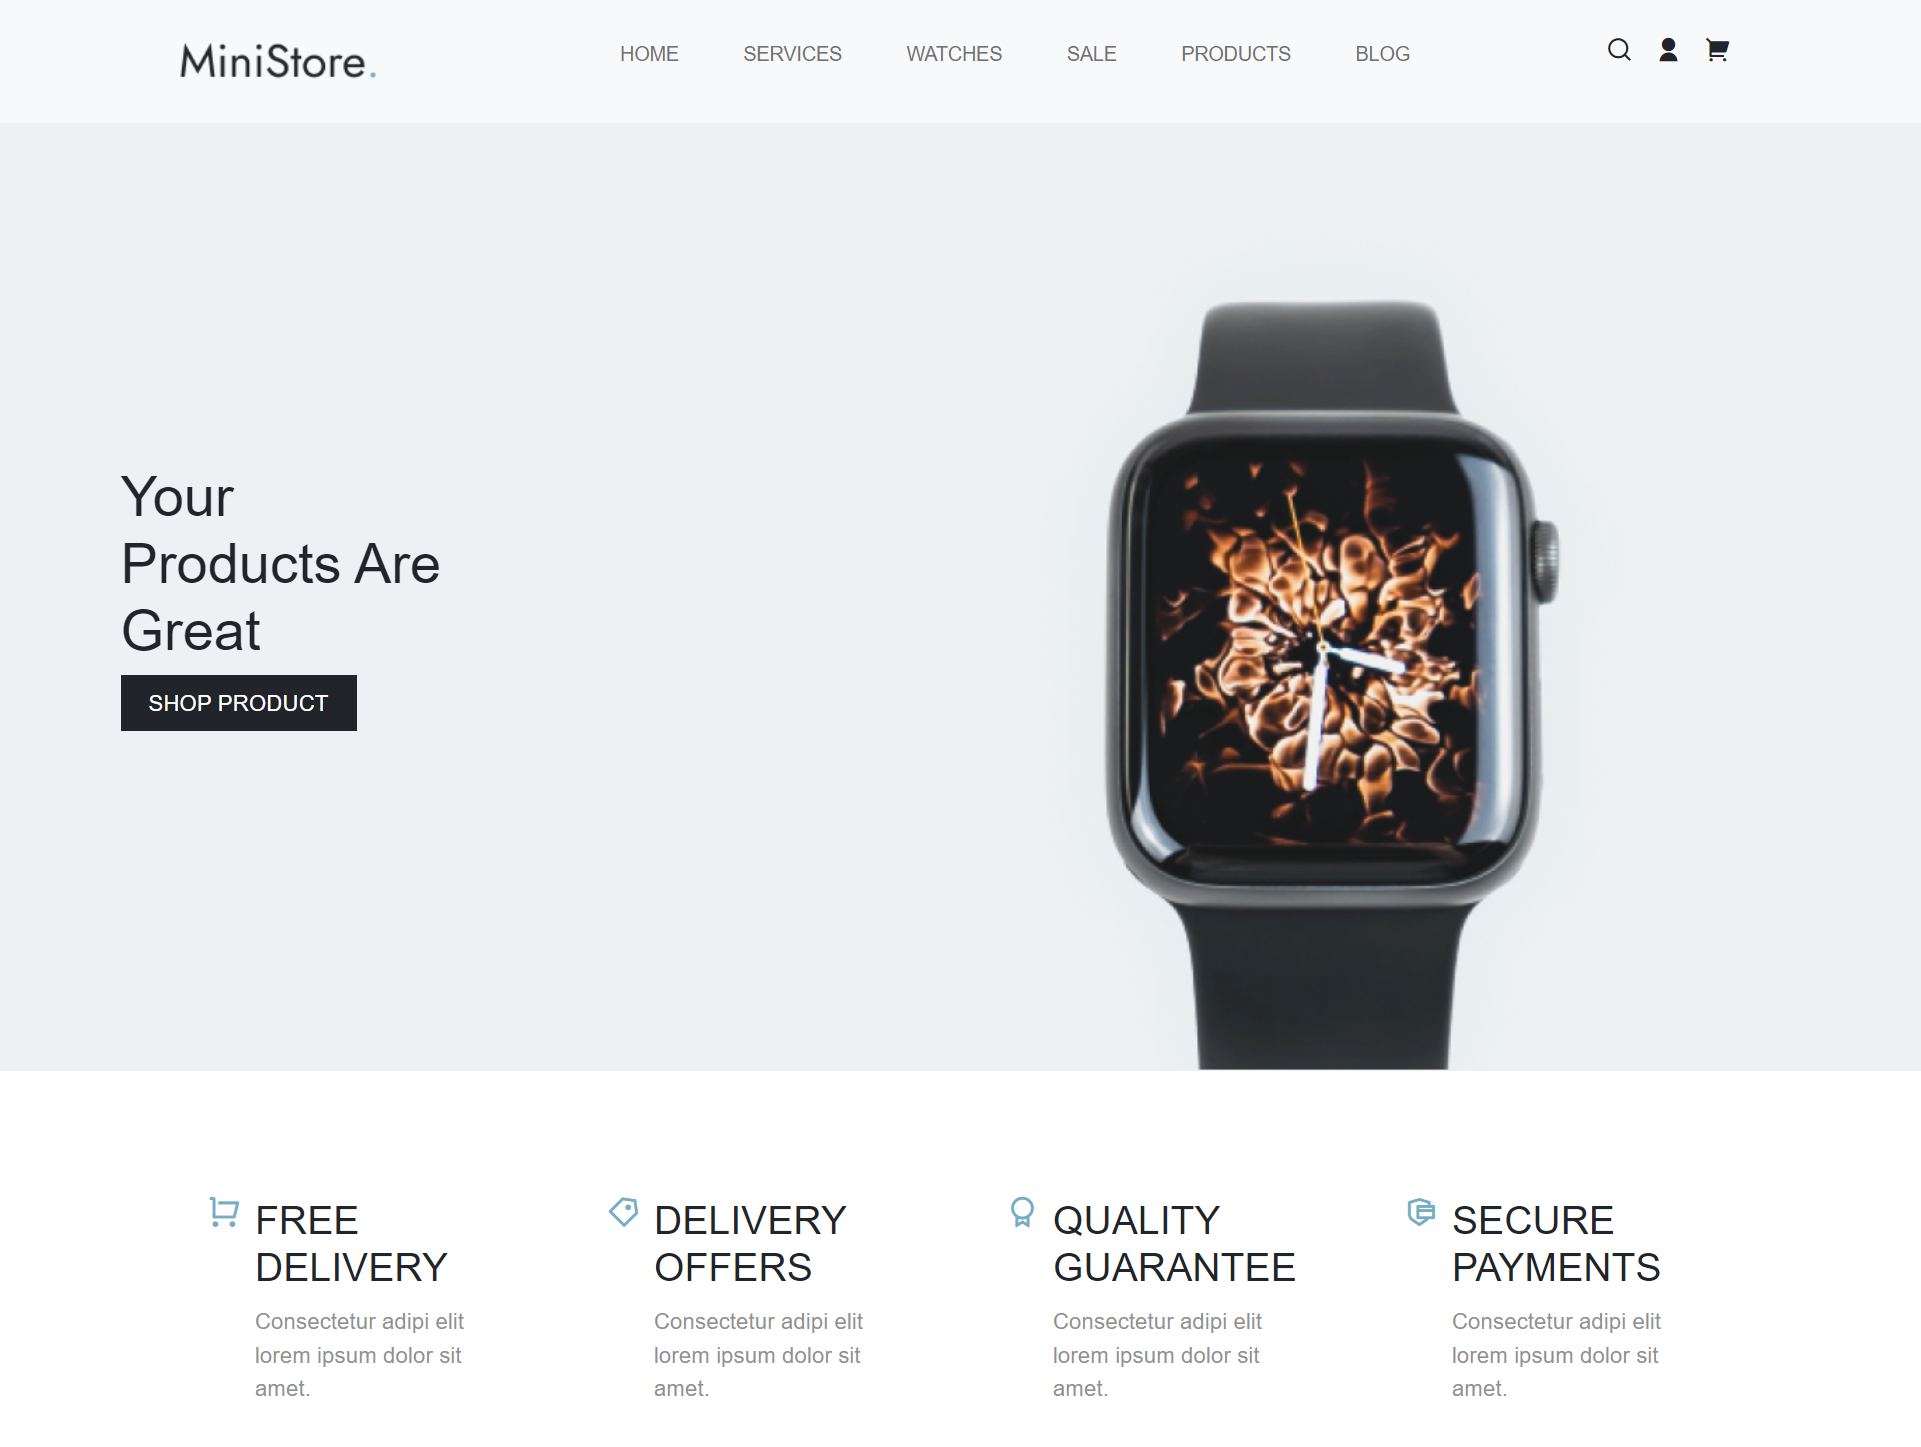 MiniStore.
HOME SERVICES WATCHES SALE PRODUCTS BLOG
Your
Products Are
Great
SHOP PRODUCT
FREE
DELIVERY
Consectetur adipi elit
lorem ipsum dolor sit
amet.
DELIVERY
OFFERS
Consectetur adipi elit
lorem ipsum dolor sit
amet.
QUALITY
GUARANTEE
Consectetur adipi elit
lorem ipsum dolor sit
amet.
SECURE
PAYMENTS
Consectetur adipi elit
lorem ipsum dolor sit
amet.